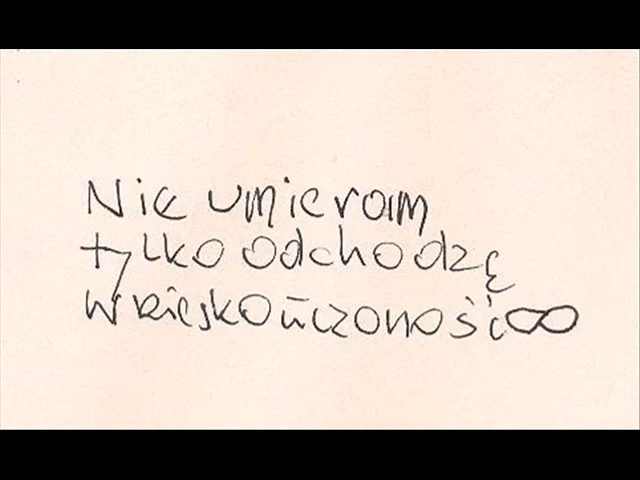 Nie umieram
tylko odchodzę
w nieskończoność ∞